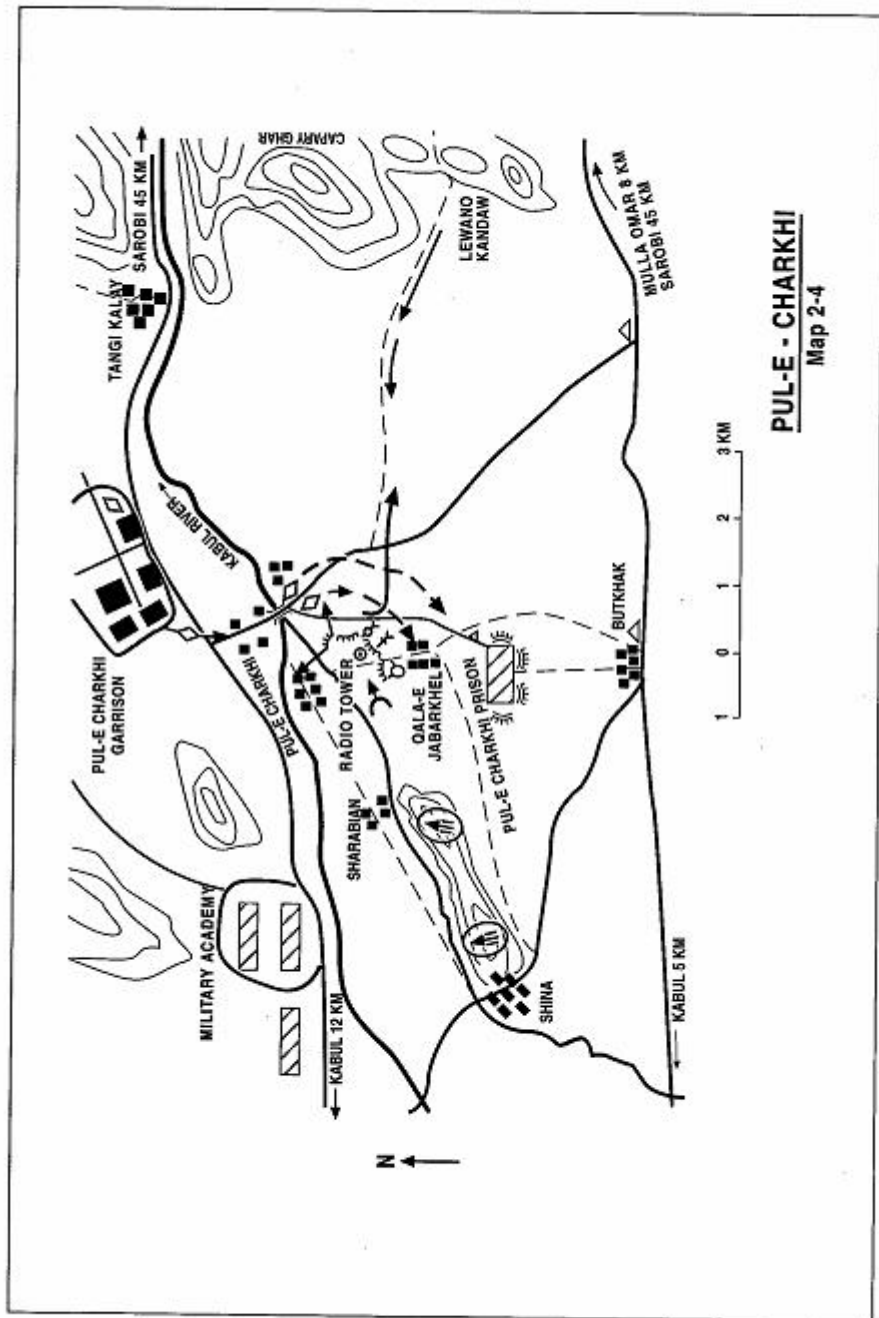 CAPARY GHAR
SAROBI 45 KM
TANGI KALAY
LEWANO
KANDAW
MULLA OMAR 8 KM
SAROBI 45 KM
KABUL RIVER
PUL-E CHARKHI
GARRISON
PUL-E CHARKHI
RADIO TOWER
QALA-E
JABARKHEL
PUL-E CHARKHI PRISON
BUTKHAK
SHARABIAN
MILITARY ACADEMY
KABUL 12 KM
SHINA
KABUL 5 KM
N
1 0 1 2 3 KM
PUL-E - CHARKHI
Map 2-4